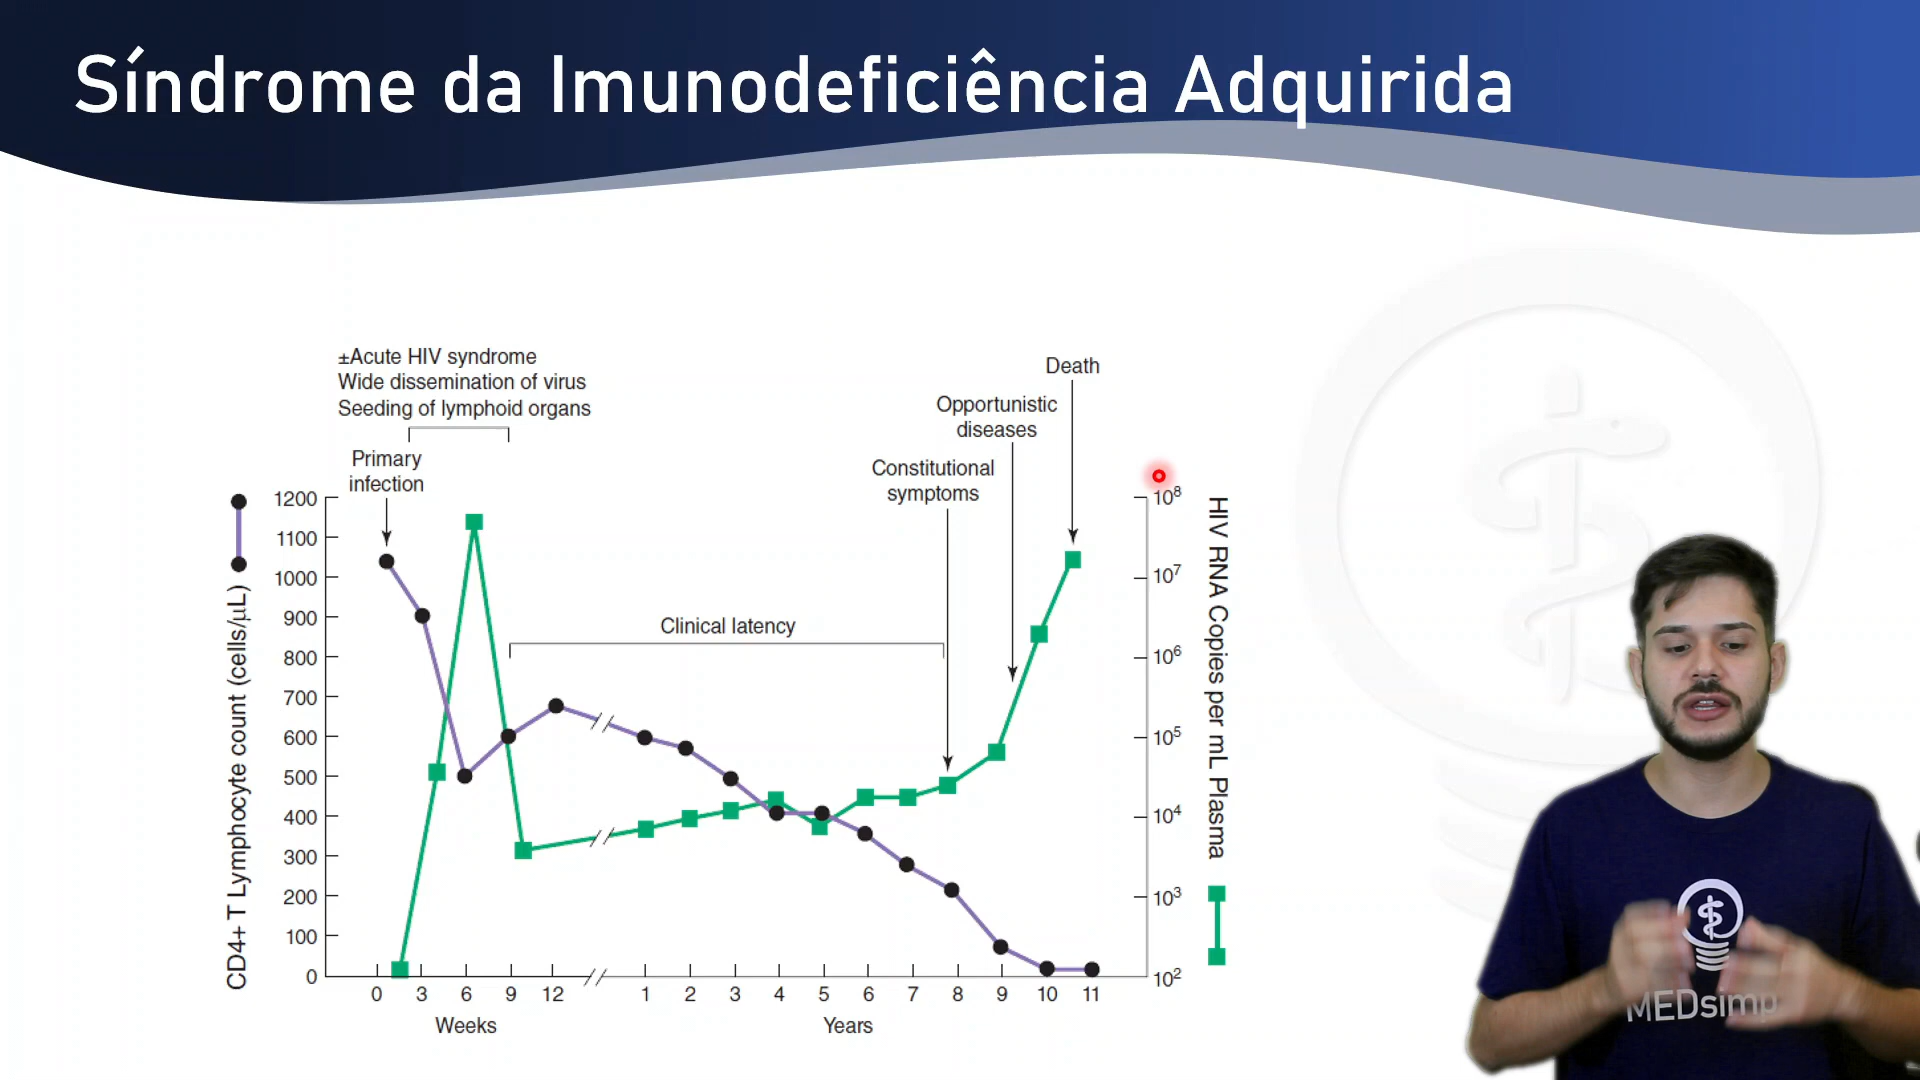 Síndrome da Imunodeficiência Adquirida
±Acute HIV syndrome
Wide dissemination of virus
Seeding of lymphoid organs
Primary
infection
Death
Opportunistic
diseases
Constitutional
symptoms
Clinical latency
CD4+ T Lymphocyte count (cells/μL)
1200
1100
1000
900
800
700
600
500
400
300
200
100
0
10⁸
10⁷
10⁶
10⁵
10⁴
10³
10²
HIV RNA Copies per mL Plasma
0 3 6 9 12 1 2 3 4 5 6 7 8 9 10 11
Weeks Years
MEDsimp